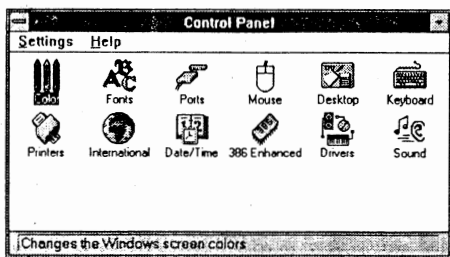 Control Panel
Settings Help
Color Fonts Ports Mouse Desktop Keyboard
Printers International Date/Time 386 Enhanced Drivers Sound
Changes the Windows screen colors